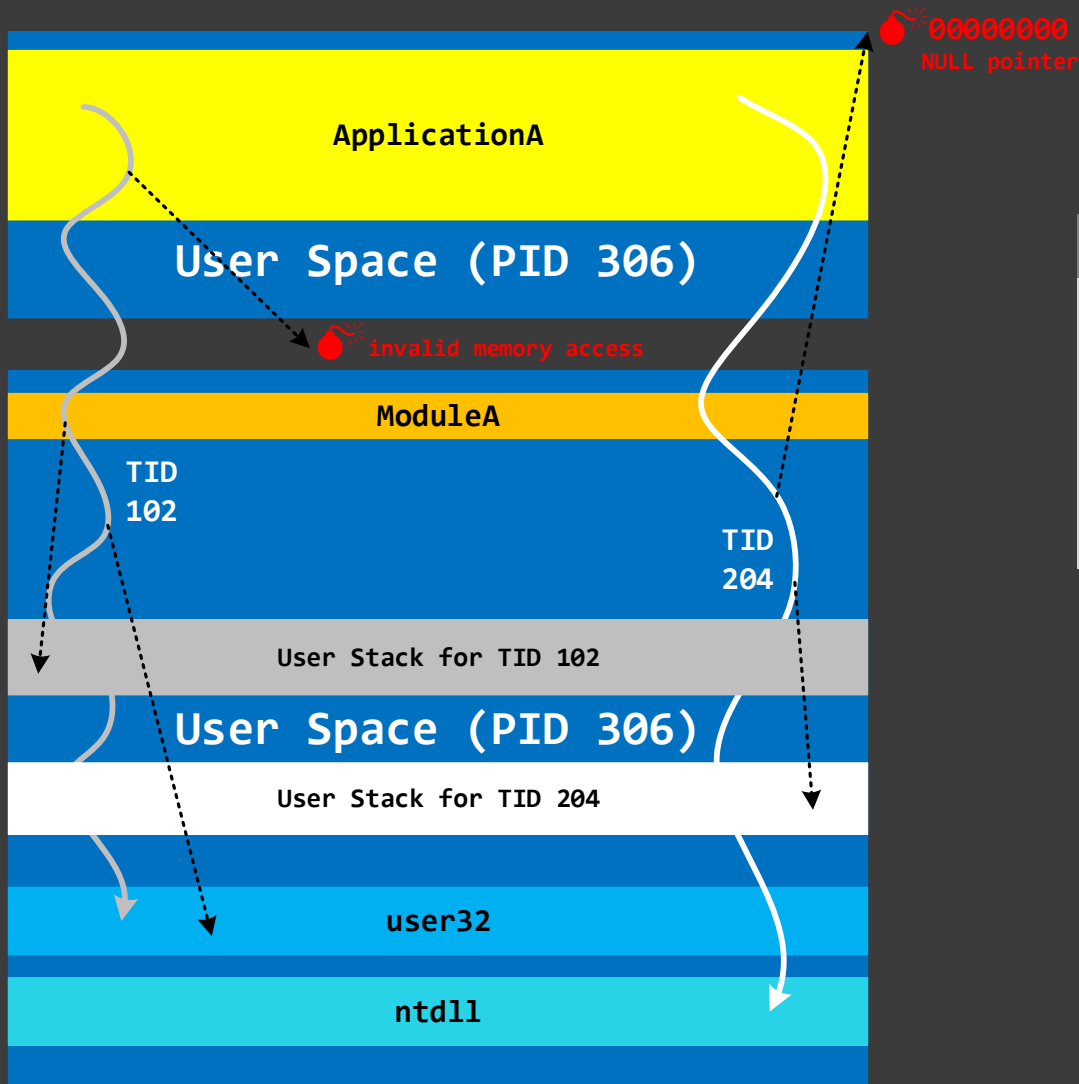 00000000
NULL pointer
ApplicationA
User Space (PID 306)
invalid memory access
ModuleA
TID
102
TID
204
User Stack for TID 102
User Space (PID 306)
User Stack for TID 204
user32
ntdll